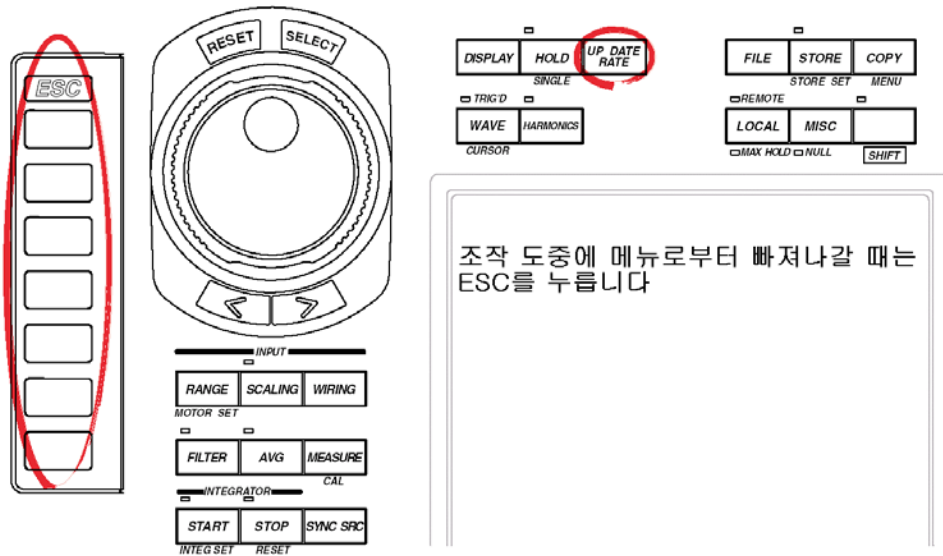 ESC
RESET
SELECT
DISPLAY
HOLD
UP DATE
RATE
SINGLE
FILE
STORE
COPY
STORE SET
MENU
TRIG'D
WAVE
HARMONICS
CURSOR
REMOTE
LOCAL
MISC
MAX HOLD
NULL
SHIFT
조작 도중에 메뉴로부터 빠져나갈 때는
ESC를 누릅니다
INPUT
RANGE
SCALING
WIRING
MOTOR SET
FILTER
AVG
MEASURE
CAL
INTEGRATOR
START
STOP
SYNC SRC
INTEG SET
RESET